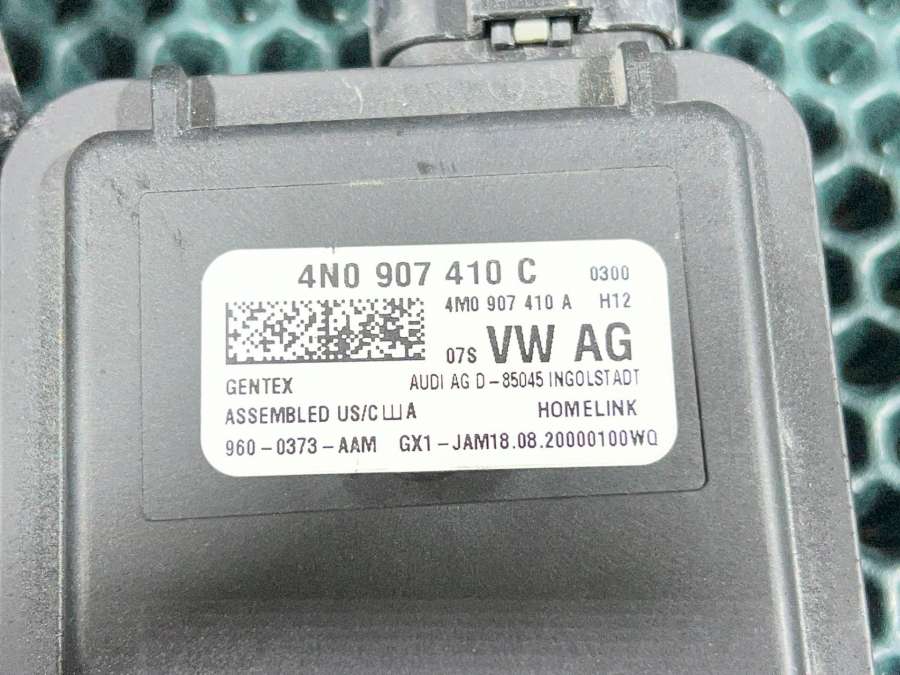 4N0 907 410 C 0300
4M0 907 410 A H12
07S VW AG
GENTEX AUDI AG D-85045 INGOLSTADT
ASSEMBLED US/CШA HOMELINK
960-0373-AAM GX1-JAM18.08.20000100WQ